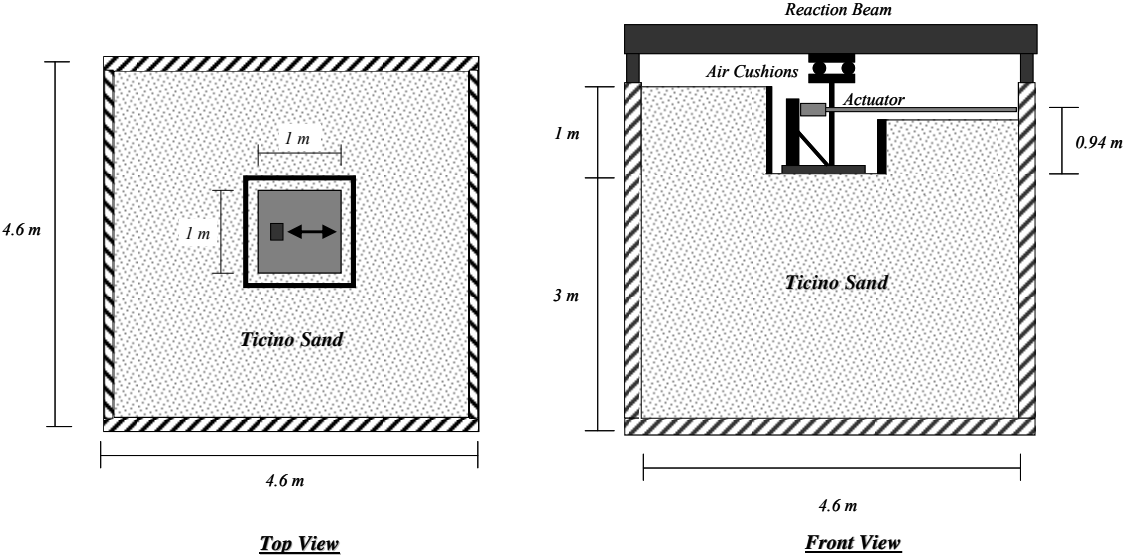 1 m
4.6 m
1 m
Ticino Sand
4.6 m
Top View
Reaction Beam
Air Cushions
Actuator
1 m
0.94 m
Ticino Sand
3 m
4.6 m
Front View